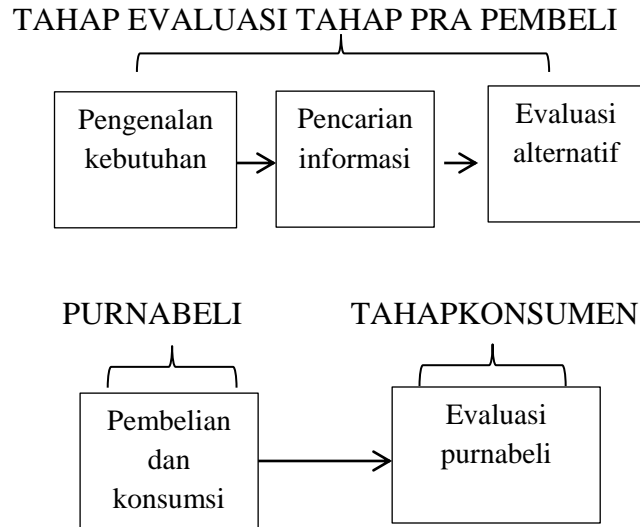 TAHAP EVALUASI TAHAP PRA PEMBELI
Pengenalan
kebutuhan
Pencarian
informasi
Evaluasi
alternatif
PURNABELI
TAHAPKONSUMEN
Pembelian
dan
konsumsi
Evaluasi
purnabeli